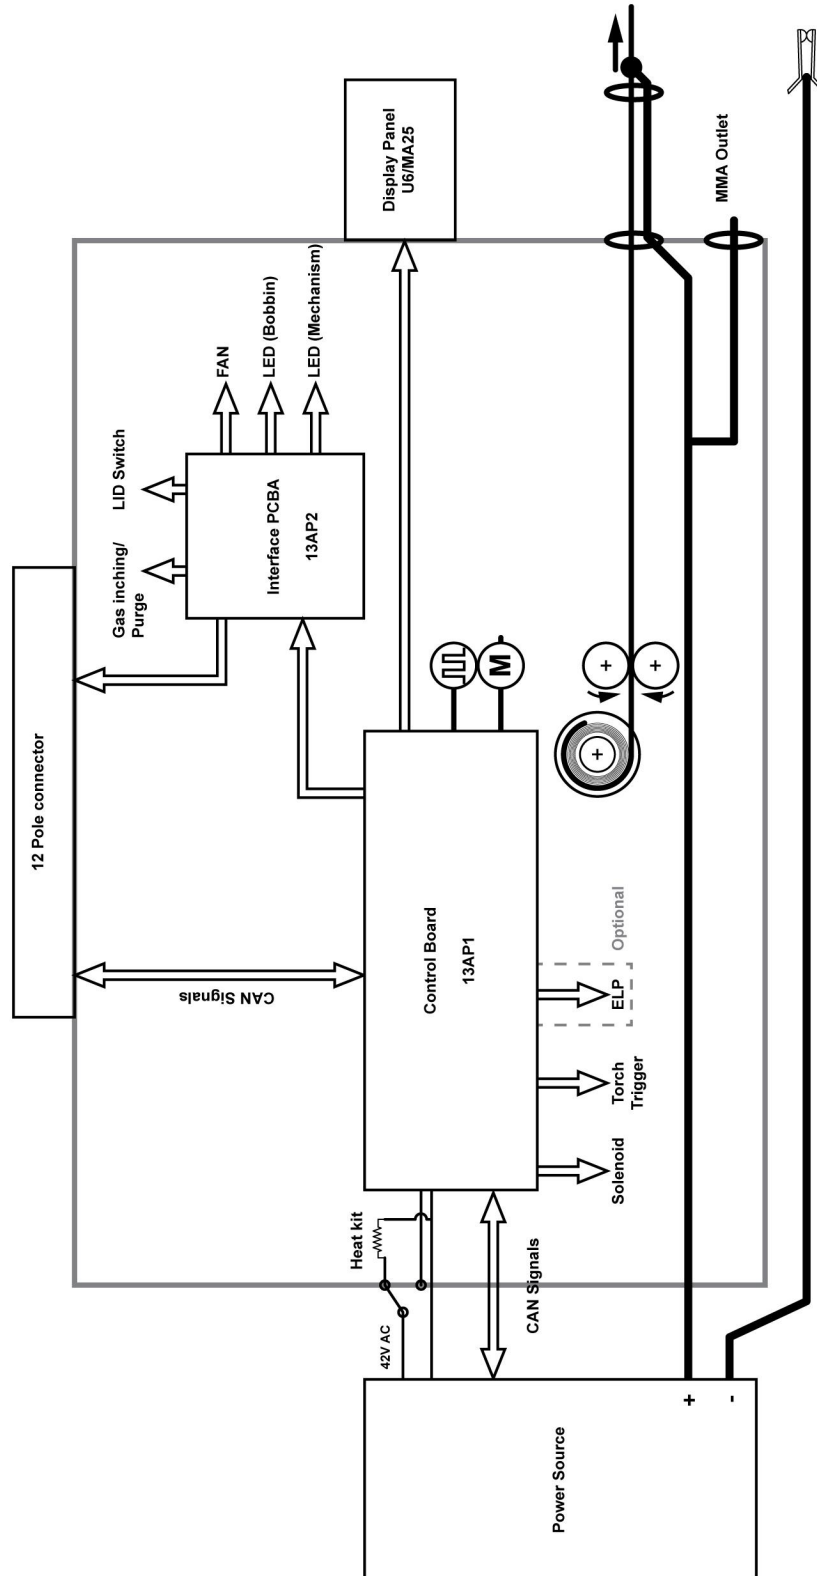 12 Pole connector
CAN Signals
Gas inching/
Purge
LID Switch
FAN
LED (Bobbin)
LED (Mechanism)
Interface PCBA
13AP2
Display Panel
U6/MA25
Power Source
42V AC
Heat kit
CAN Signals
Control Board
13AP1
M
Solenoid
Torch
Trigger
ELP
Optional
+
+
+
+
-
MMA Outlet